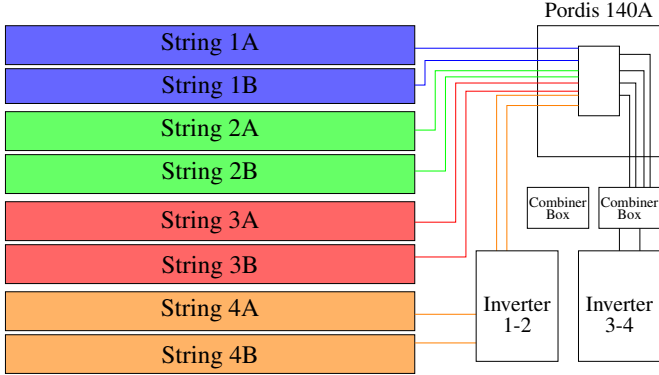 Pordis 140A
String 1A
String 1B
String 2A
String 2B
String 3A
String 3B
String 4A
String 4B
Combiner
Box
Combiner
Box
Inverter
1-2
Inverter
3-4